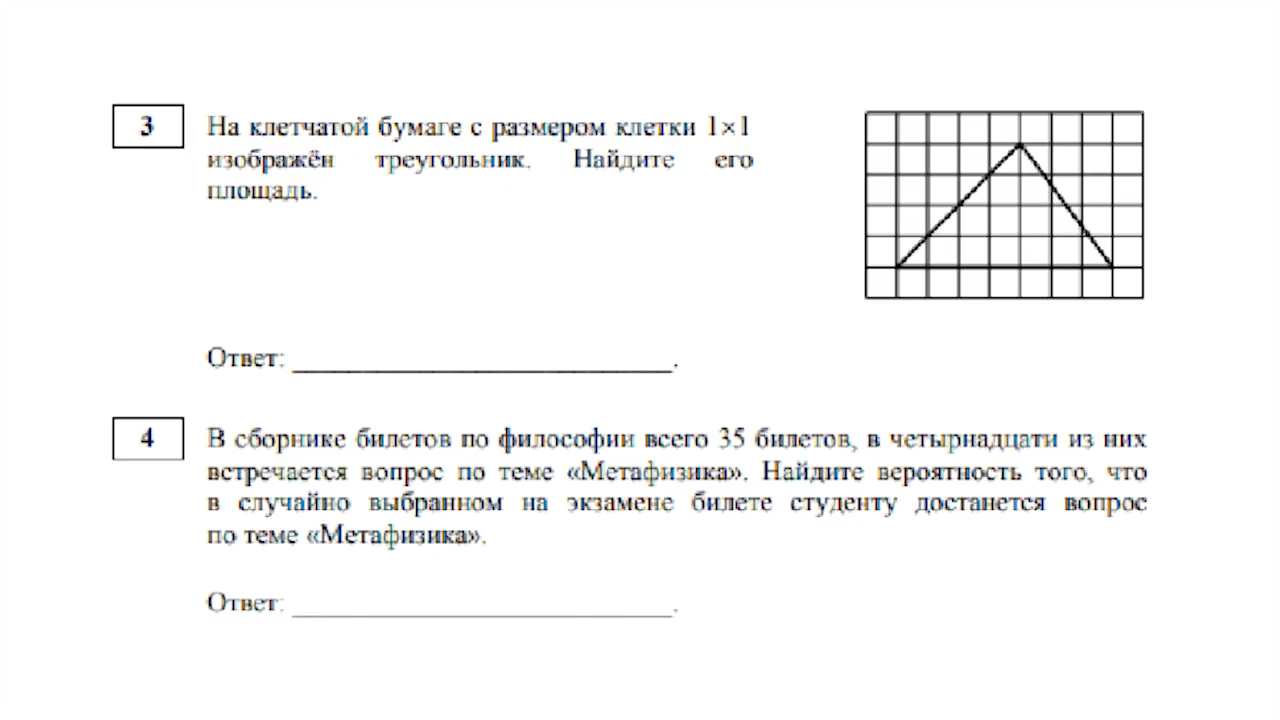 3
На клетчатой бумаге с размером клетки 1×1
изображён треугольник. Найдите его
площадь.
Ответ: ___________________________.
4
В сборнике билетов по философии всего 35 билетов, в четырнадцати из них
встречается вопрос по теме «Метафизика». Найдите вероятность того, что
в случайно выбранном на экзамене билете студенту достанется вопрос
по теме «Метафизика».
Ответ: ___________________________.